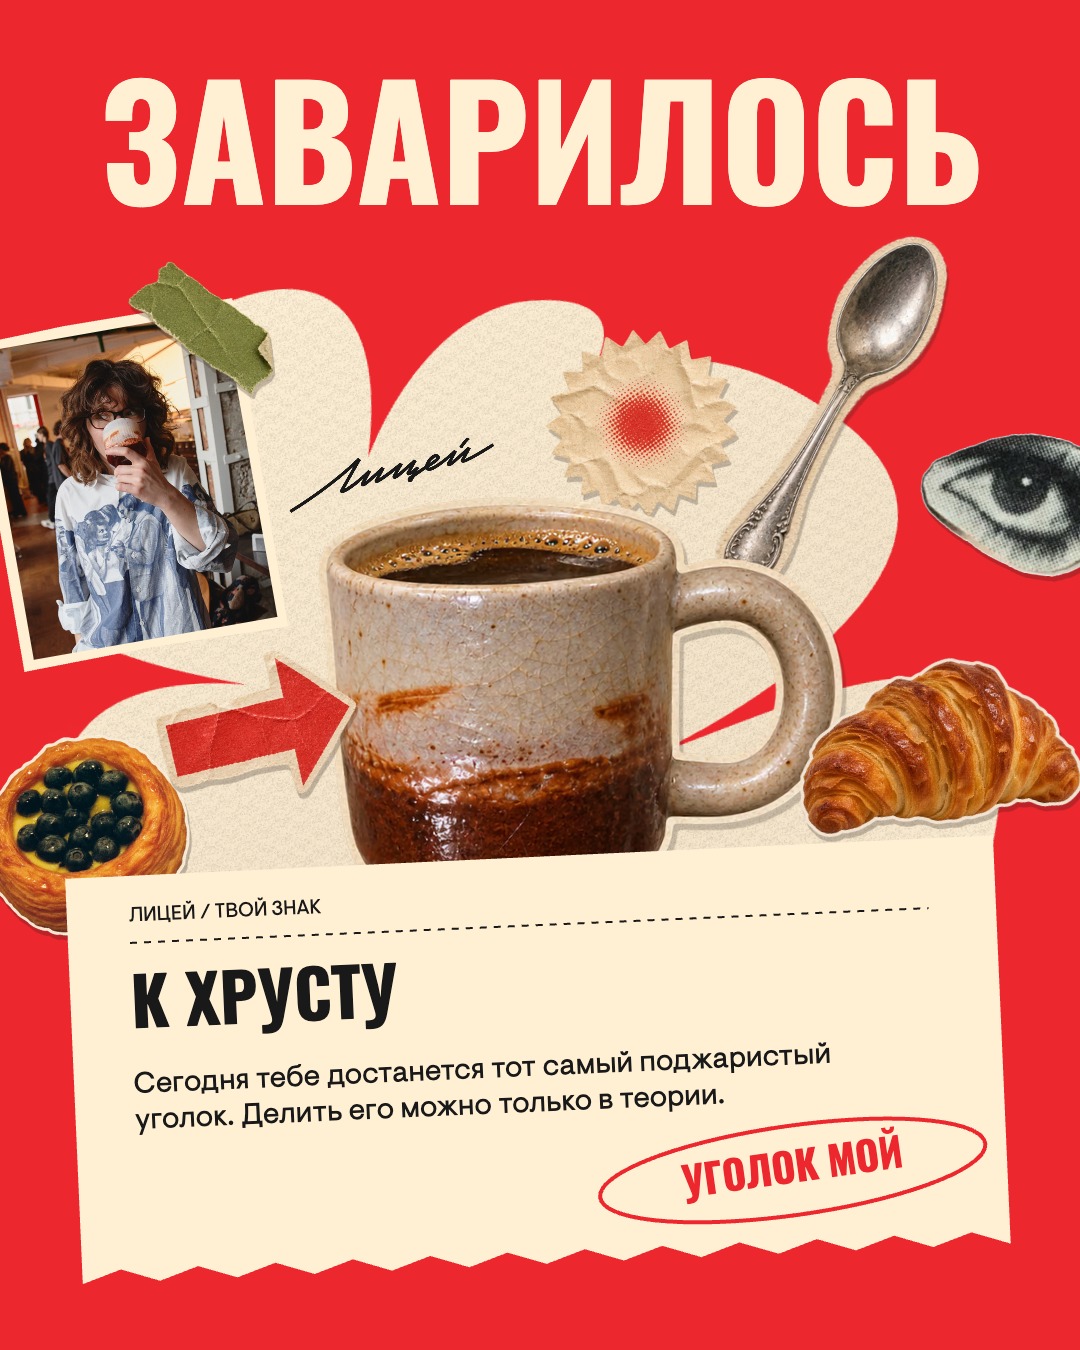 ЗАВАРИЛОСЬ
Лицей
ЛИЦЕЙ / ТВОЙ ЗНАК
К ХРУСТУ
Сегодня тебе достанется тот самый поджаристый
уголок. Делить его можно только в теории.
УГОЛОК МОЙ